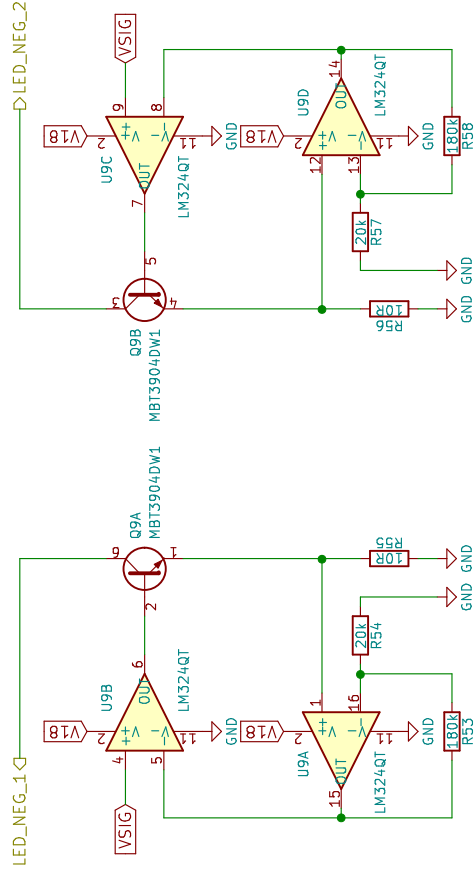 LED_NEG_2
VSIG
9
8
14
OUT
U9D
LM324QT
V18
2
+
-
V+
V-
11
GND
U9C
OUT
LM324QT
7
V18
2
+
-
V+
V-
11
GND
12
13
180k
R58
20k
R57
GND
5
3
4
Q9B
MBT3904DW1
10R
R56
GND
MBT3904DW1
Q9A
6
1
2
R55
10R
GND
GND
20k
R54
6
U9B
OUT
LM324QT
V18
2
+
-
V+
V-
11
GND
4
5
1
16
V18
2
+
-
V+
V-
11
GND
U9A
OUT
LM324QT
15
180k
R53
VSIG
LED_NEG_1